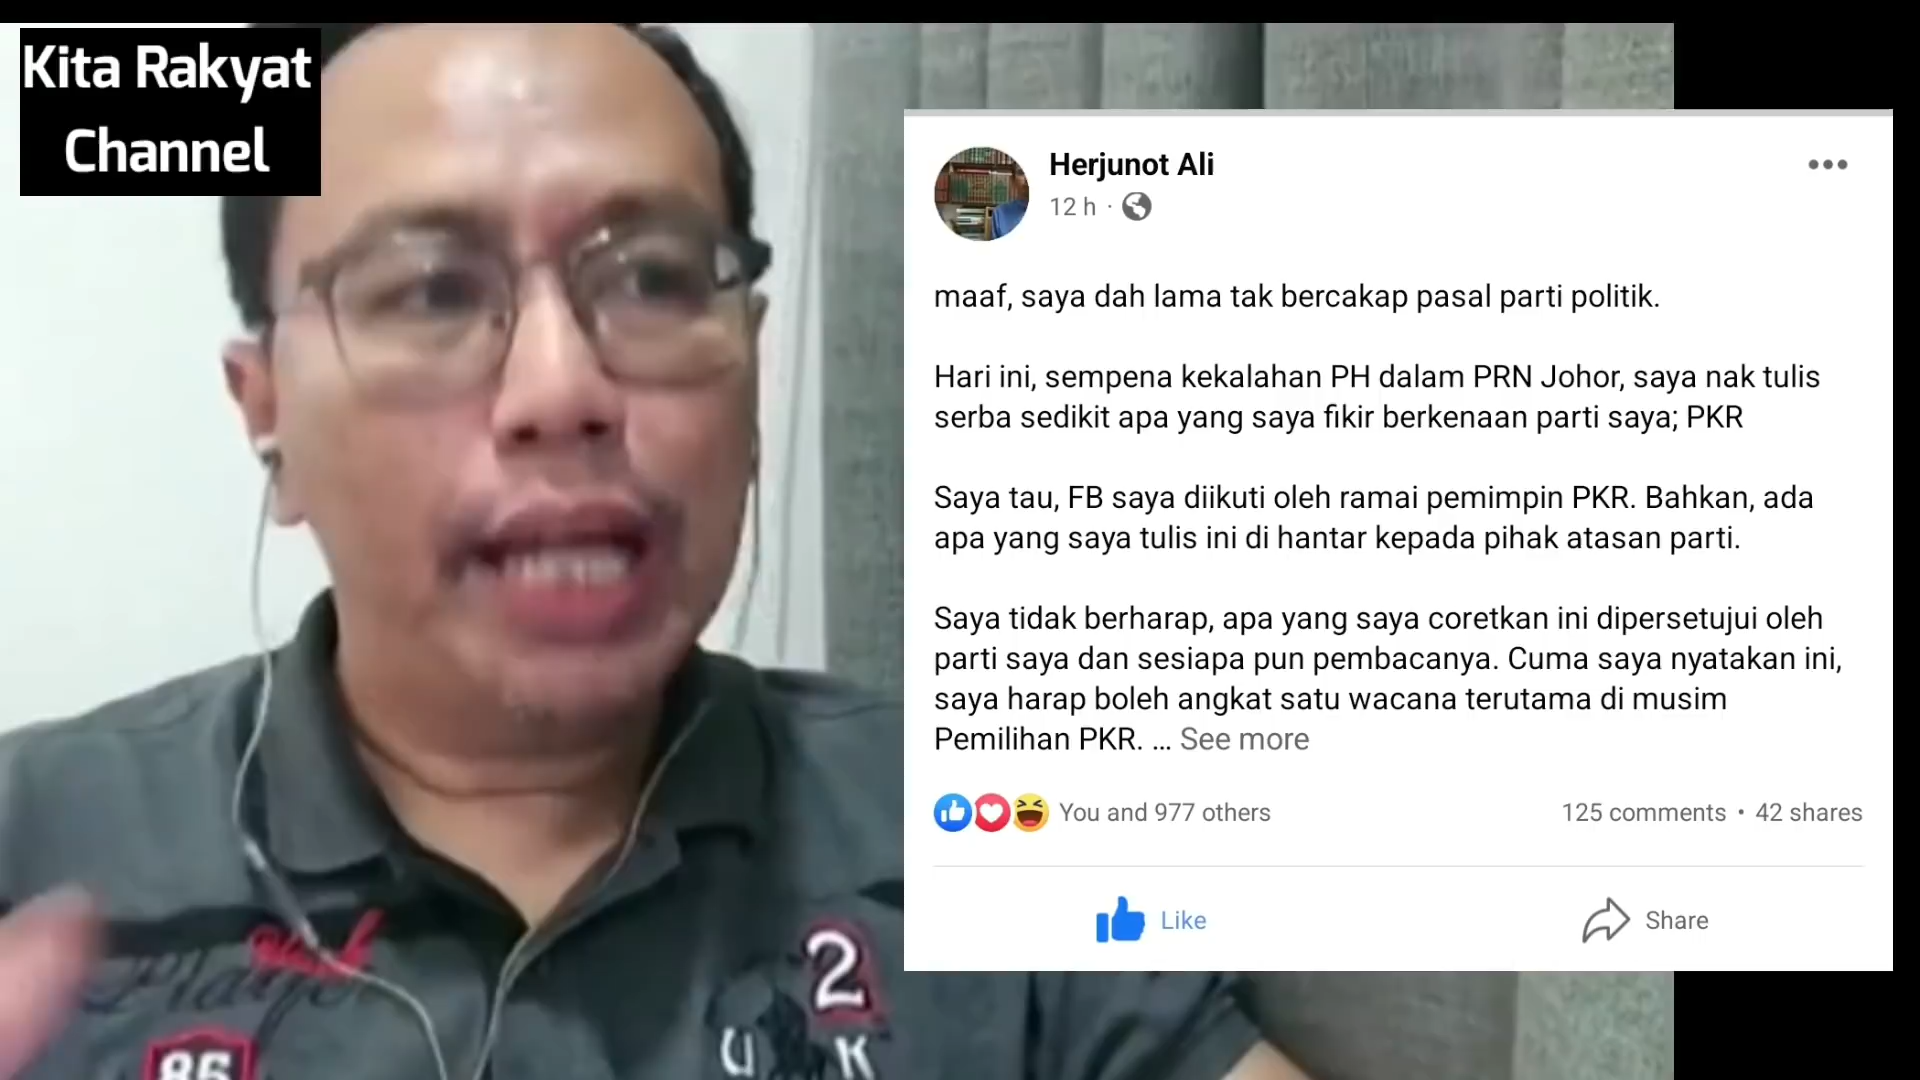 Kita Rakyat
Channel
Herjunot Ali
12 h ·
maaf, saya dah lama tak bercakap pasal parti politik.
Hari ini, sempena kekalahan PH dalam PRN Johor, saya nak tulis
serba sedikit apa yang saya fikir berkenaan parti saya; PKR
Saya tau, FB saya diikuti oleh ramai pemimpin PKR. Bahkan, ada
apa yang saya tulis ini di hantar kepada pihak atasan parti.
Saya tidak berharap, apa yang saya coretkan ini dipersetujui oleh
parti saya dan sesiapa pun pembacanya. Cuma saya nyatakan ini,
saya harap boleh angkat satu wacana terutama di musim
Pemilihan PKR. ... See more
You and 977 others
125 comments • 42 shares
Like
Share
2
U K
85